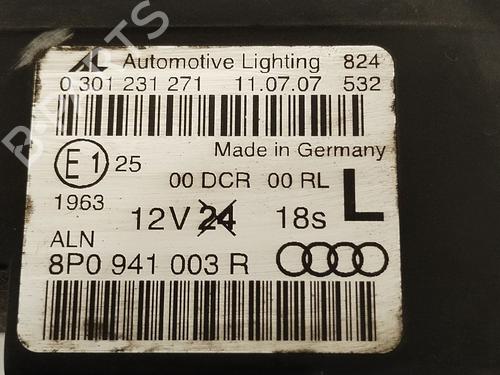 Automotive Lighting 824
0 301 231 271 11.07.07 532
Made in Germany
E1 25
00 DCR 00 RL
1963
12V 24 18s L
ALN
8P0 941 003 R